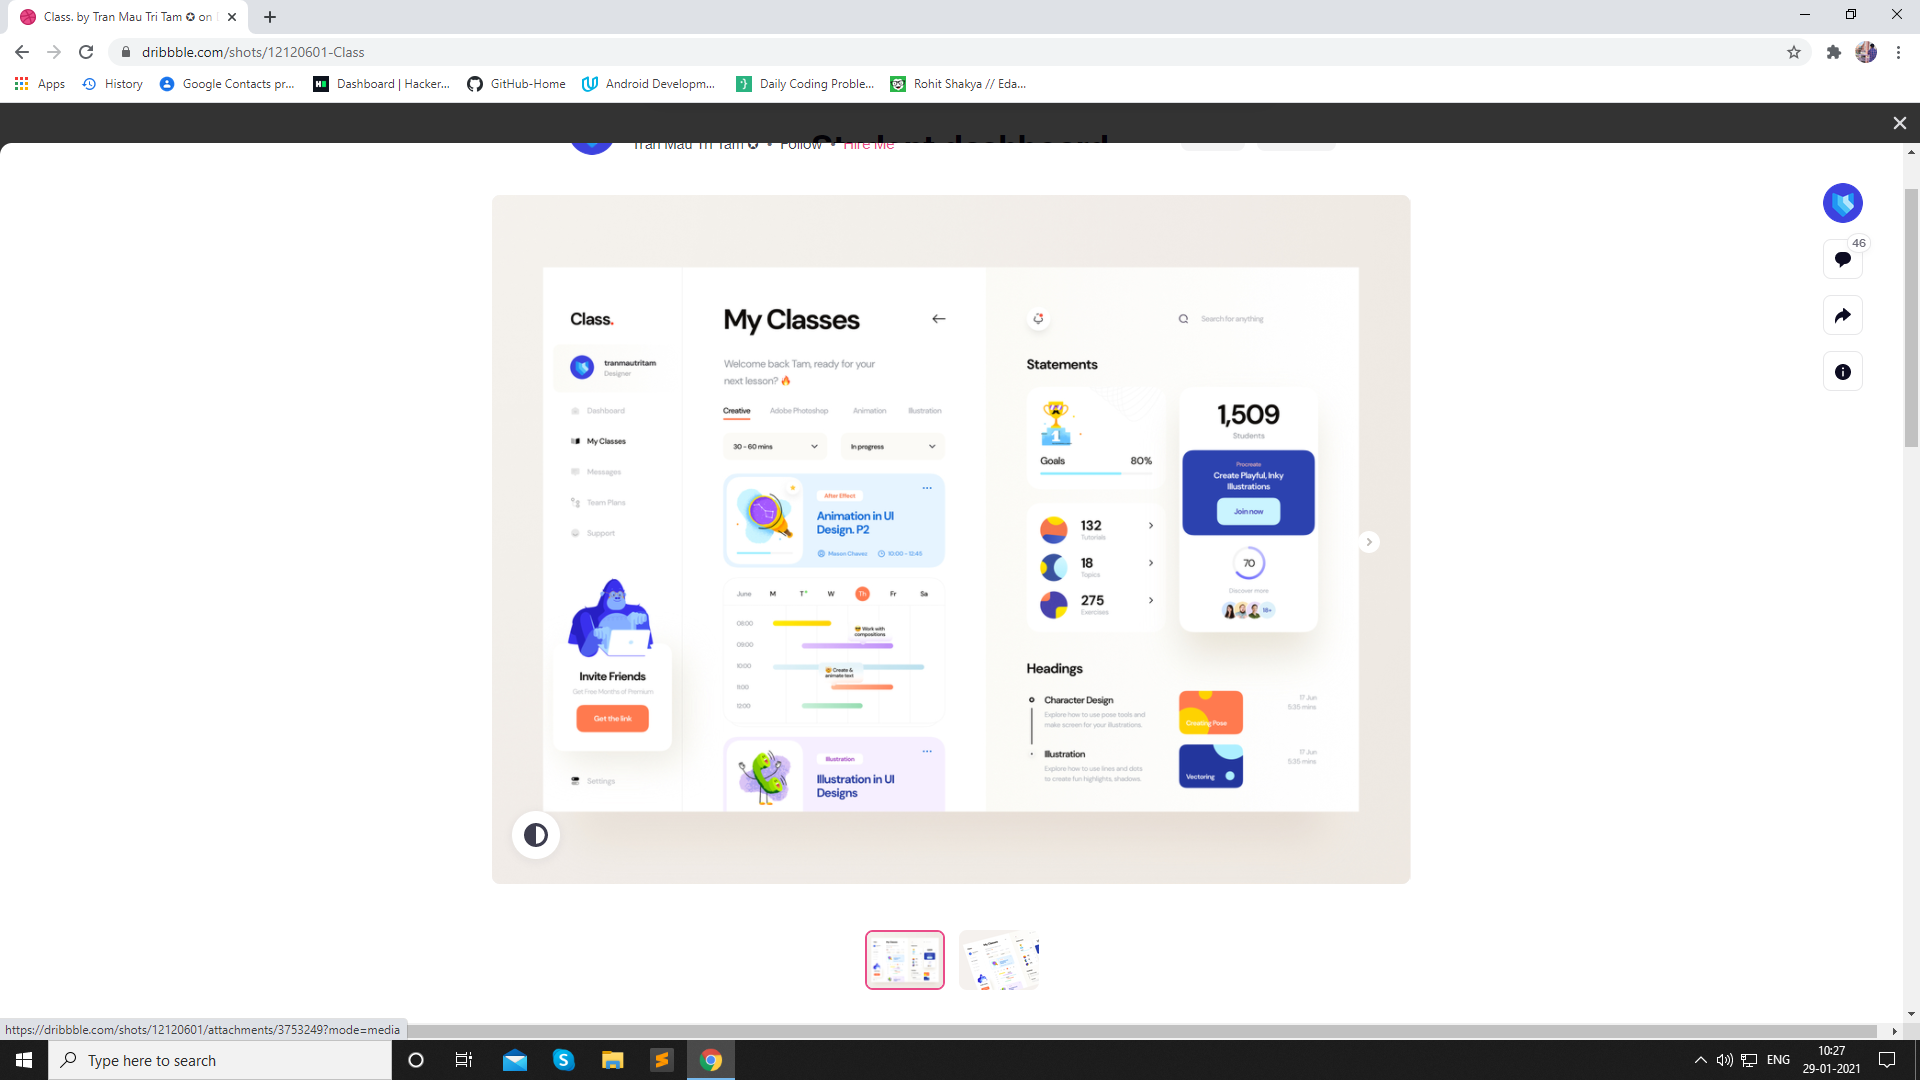 Class. by Tran Mau Tri Tam ✪ on
dribbble.com/shots/12120601-Class
Apps
History
Google Contacts pr...
Dashboard | Hacker...
GitHub-Home
Android Developm...
Daily Coding Proble...
Rohit Shakya // Eda...
Student dashboard
Tran Mau Tri Tam ✪ • Follow • Hire Me
46
Class.
tranmautritam
Designer
Dashboard
My Classes
Messages
Team Plans
Support
Invite Friends
Get Free Months of Premium
Get the link
Settings
My Classes
Welcome back Tam, ready for your
next lesson? 🔥
Creative
Adobe Photoshop
Animation
Illustration
30 - 60 mins
In progress
After Effect
Animation in UI
Design. P2
Mason Chavez
10:00 - 12:45
June M T W Th Fr Sa
08:00
09:00
10:00
11:00
12:00
😎 Work with
compositions
Create &
animate text
Illustration
Illustration in UI
Designs
Search for anything
Statements
1
Goals 80%
132
Tutorials
18
Topics
275
Exercises
1,509
Students
Procreate
Create Playful, Inky
Illustrations
Join now
70
Discover more
18+
Headings
Character Design
Explore how to use pose tools and
make screen for your illustrations.
Creating Pose
17 Jun
5:35 mins
Illustration
Explore how to use lines and dots
to create fun highlights, shadows.
Vectoring
17 Jun
5:35 mins
https://dribbble.com/shots/12120601/attachments/3753249?mode=media
Type here to search
ENG
10:27
29-01-2021